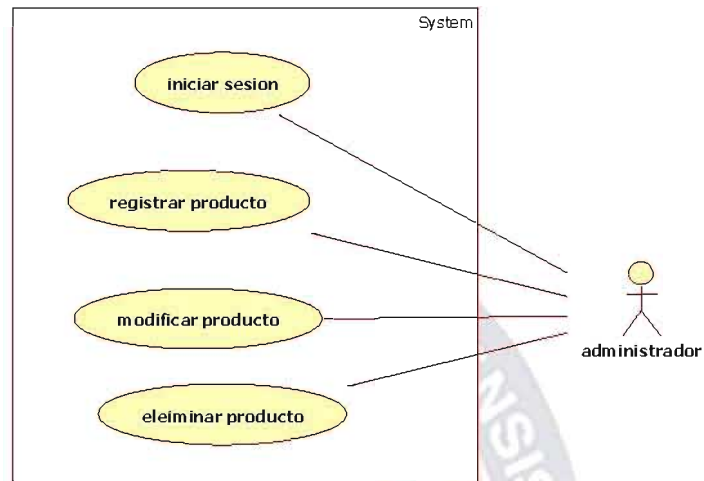 System
iniciar sesion
registrar producto
modificar producto
administrador
eleiminar producto